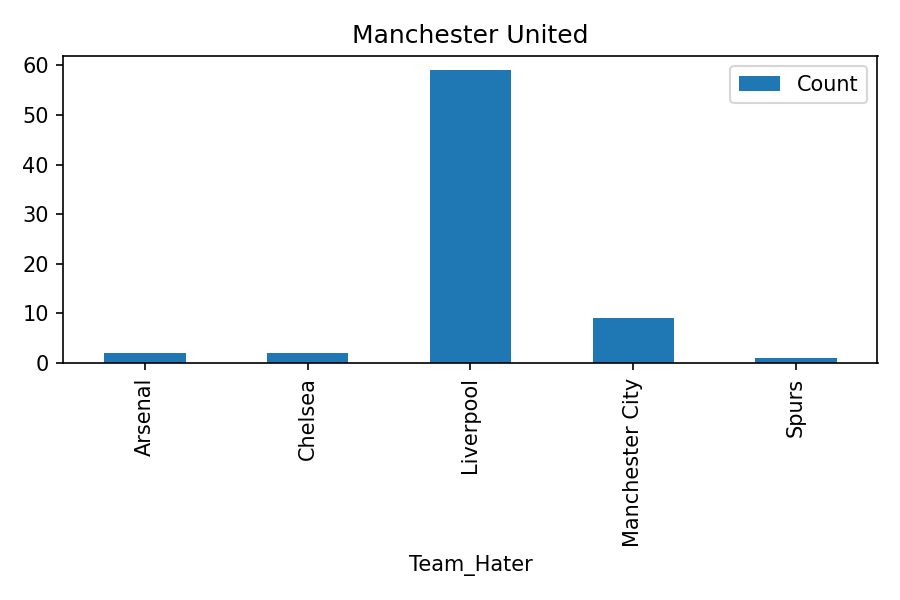 Manchester United
Count
60
50
40
30
20
10
0
Arsenal
Chelsea
Liverpool
Manchester City
Spurs
Team_Hater